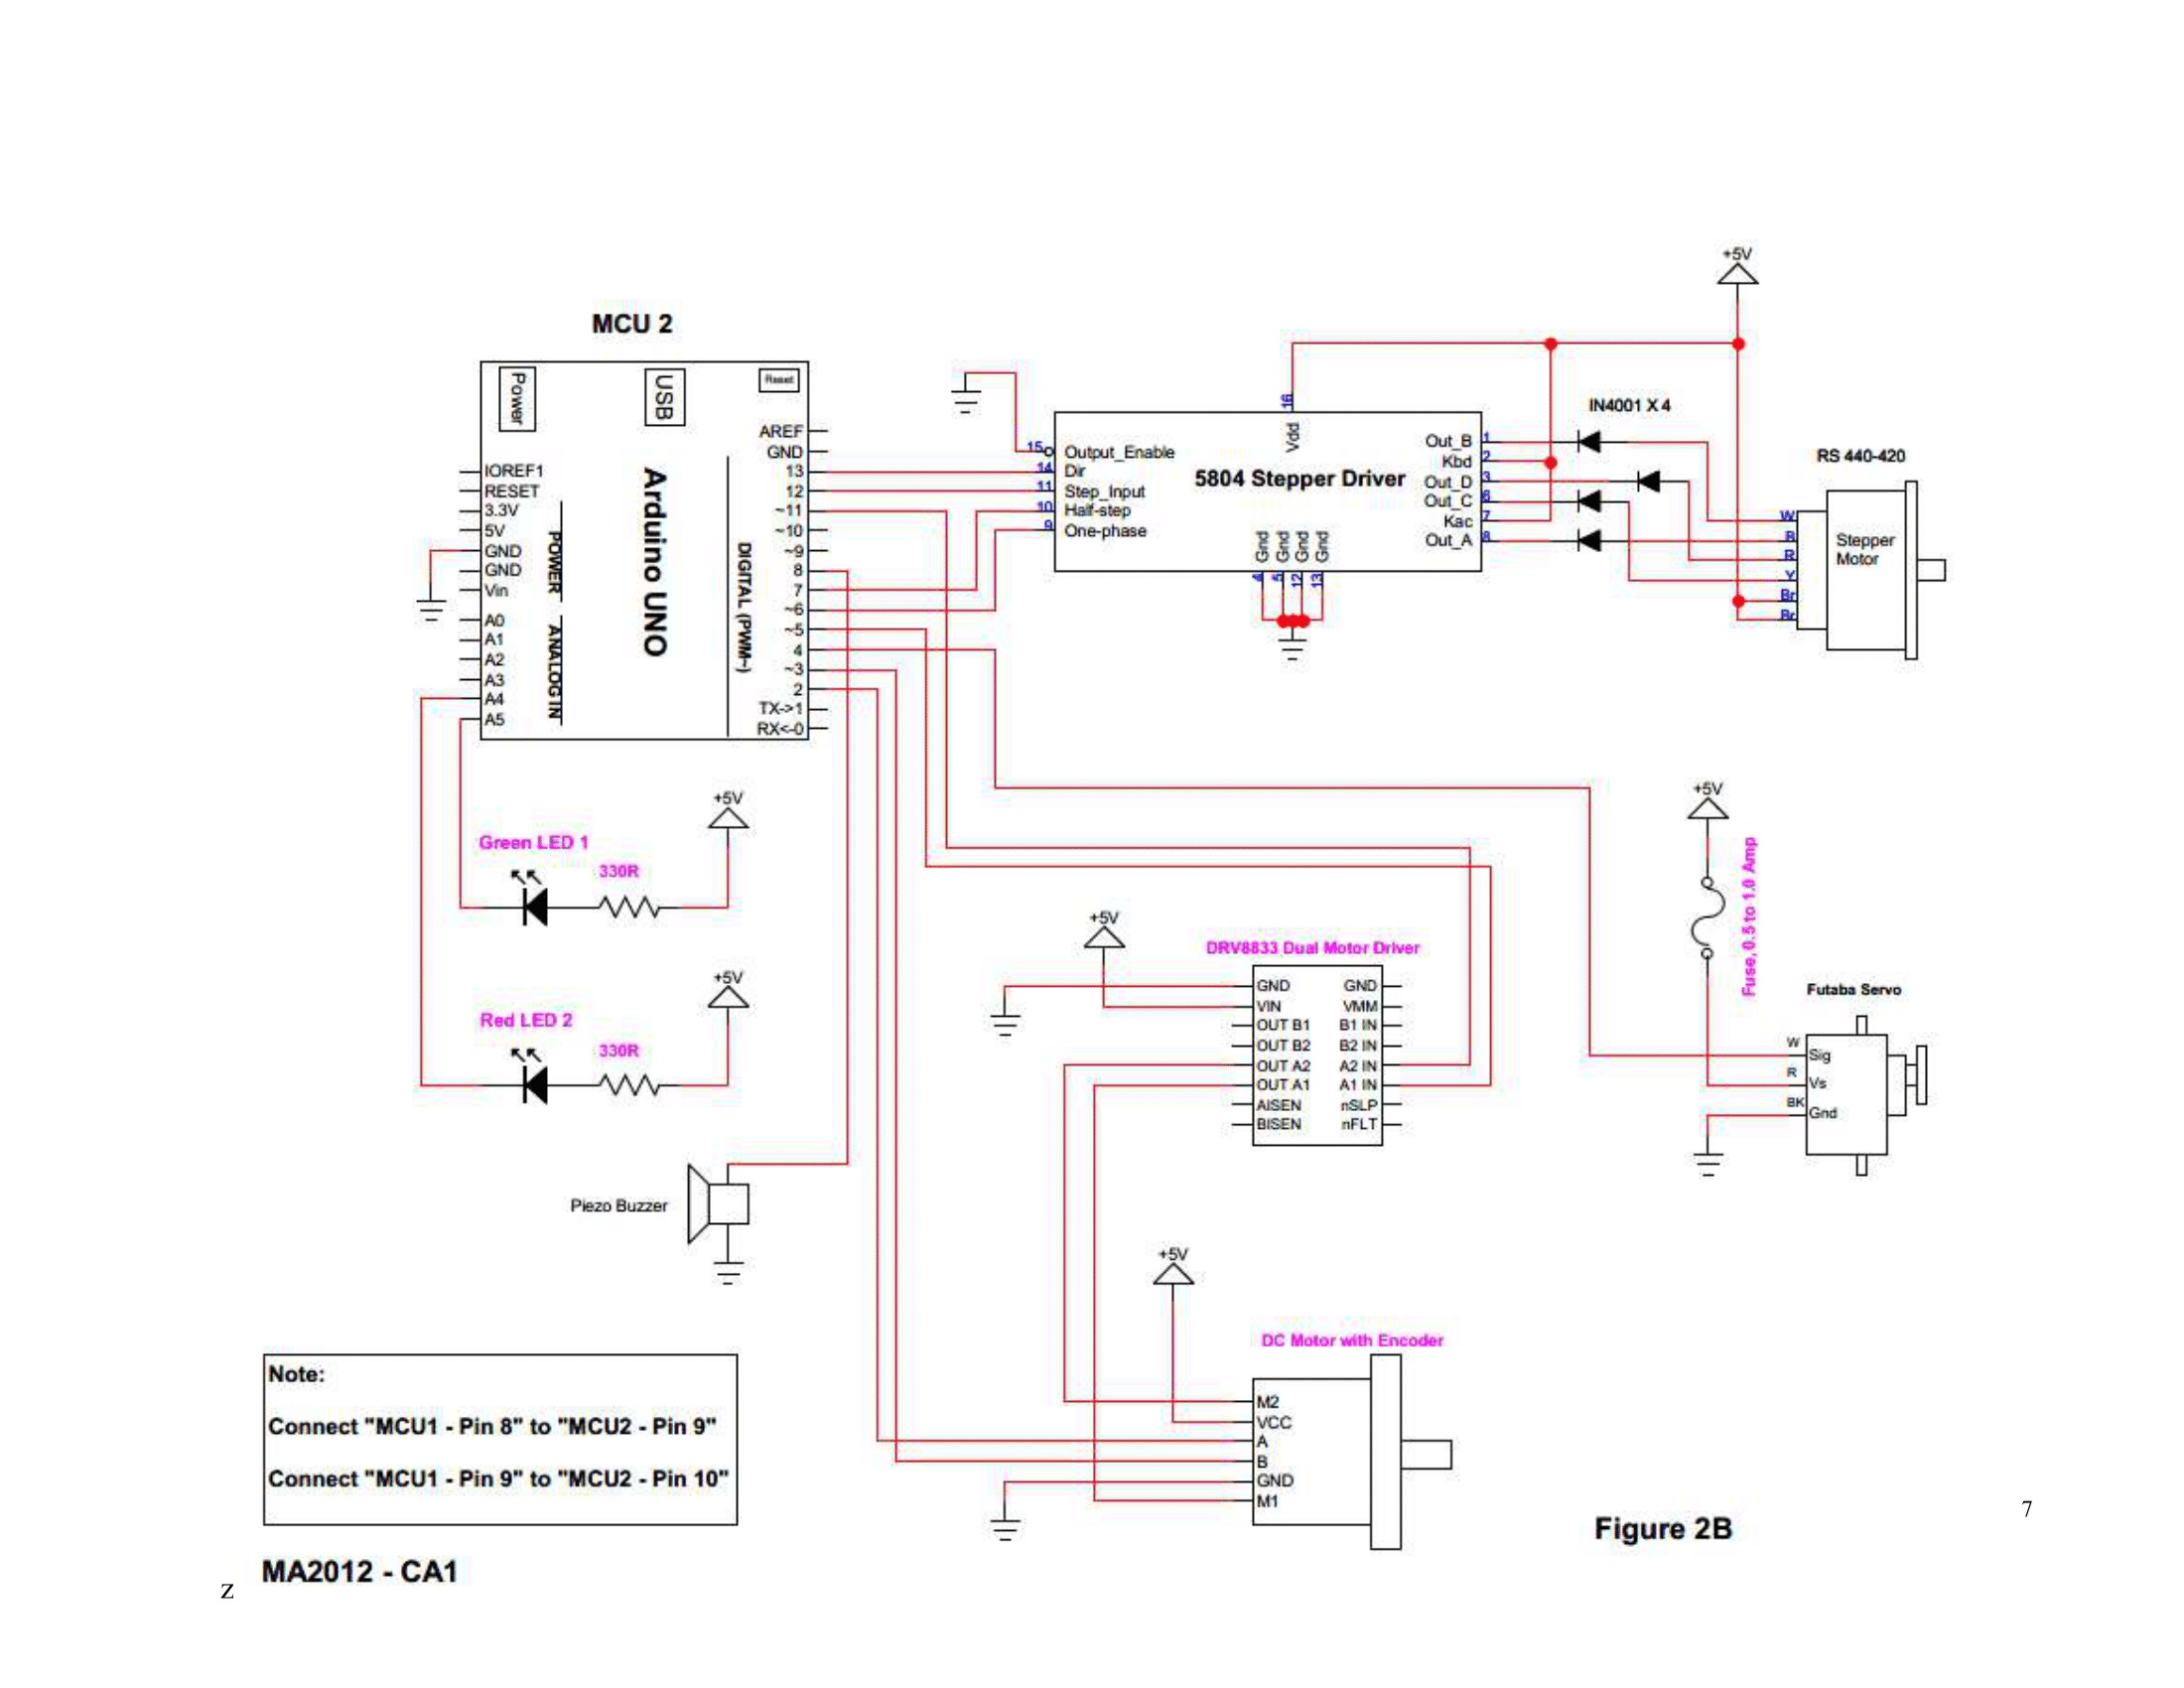 +5V
MCU 2
Power
USB
Reset
AREF
GND
13
12
~11
~10
~9
8
7
~6
~5
4
~3
2
TX->1
RX<-0
IOREF1
RESET
3.3V
5V
GND
GND
Vin
A0
A1
A2
A3
A4
A5
POWER
ANALOG IN
Arduino UNO
DIGITAL (PWM~)
15
14
11
10
9
Output_Enable
Dir
Step_Input
Half-step
One-phase
16
Vdd
5804 Stepper Driver
Gnd
Gnd
Gnd
Gnd
4
5
12
13
Out_B
Kbd
Out_D
Out_C
Kac
Out_A
1
2
3
6
7
8
IN4001 X 4
RS 440-420
W
B
R
Y
Br
Br
Stepper
Motor
+5V
Green LED 1
330R
+5V
Red LED 2
330R
Piezo Buzzer
+5V
DRV8833 Dual Motor Driver
GND GND
VIN VMM
OUT B1 B1 IN
OUT B2 B2 IN
OUT A2 A2 IN
OUT A1 A1 IN
AISEN nSLP
BISEN nFLT
+5V
Fuse, 0.5 to 1.0 Amp
Futaba Servo
W
R
BK
Sig
Vs
Gnd
+5V
DC Motor with Encoder
M2
VCC
A
B
GND
M1
Note:
Connect "MCU1 - Pin 8" to "MCU2 - Pin 9"
Connect "MCU1 - Pin 9" to "MCU2 - Pin 10"
Figure 2B
7
MA2012 - CA1
z